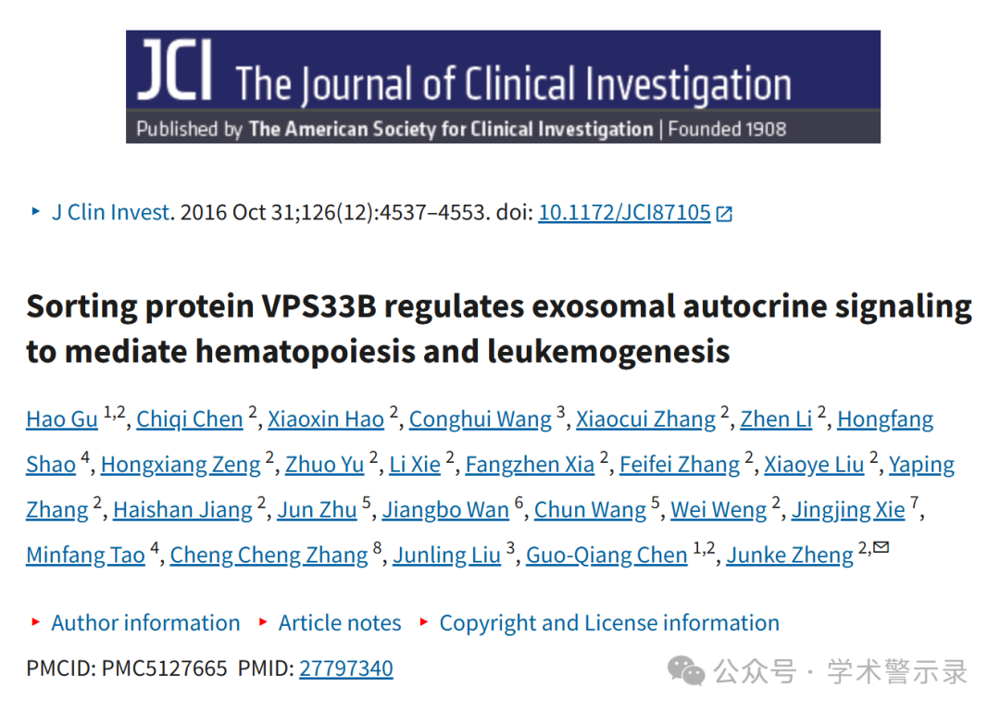 JCI The Journal of Clinical Investigation
Published by The American Society for Clinical Investigation | Founded 1908
J Clin Invest. 2016 Oct 31;126(12):4537–4553. doi: 10.1172/JCI87105
Sorting protein VPS33B regulates exosomal autocrine signaling
to mediate hematopoiesis and leukemogenesis
Hao Gu 1,2, Chiqi Chen 2, Xiaoxin Hao 2, Conghui Wang 3, Xiaocui Zhang 2, Zhen Li 2, Hongfang
Shao 4, Hongxiang Zeng 2, Zhuo Yu 2, Li Xie 2, Fangzhen Xia 2, Feifei Zhang 2, Xiaoye Liu 2, Yaping
Zhang 2, Haishan Jiang 2, Jun Zhu 5, Jiangbo Wan 6, Chun Wang 5, Wei Weng 2, Jingjing Xie 7,
Minfang Tao 4, Cheng Cheng Zhang 8, Junling Liu 3, Guo-Qiang Chen 1,2, Junke Zheng 2,✉
Author information Article notes Copyright and License information
PMCID: PMC5127665 PMID: 27797340
公众号 · 学术警示录